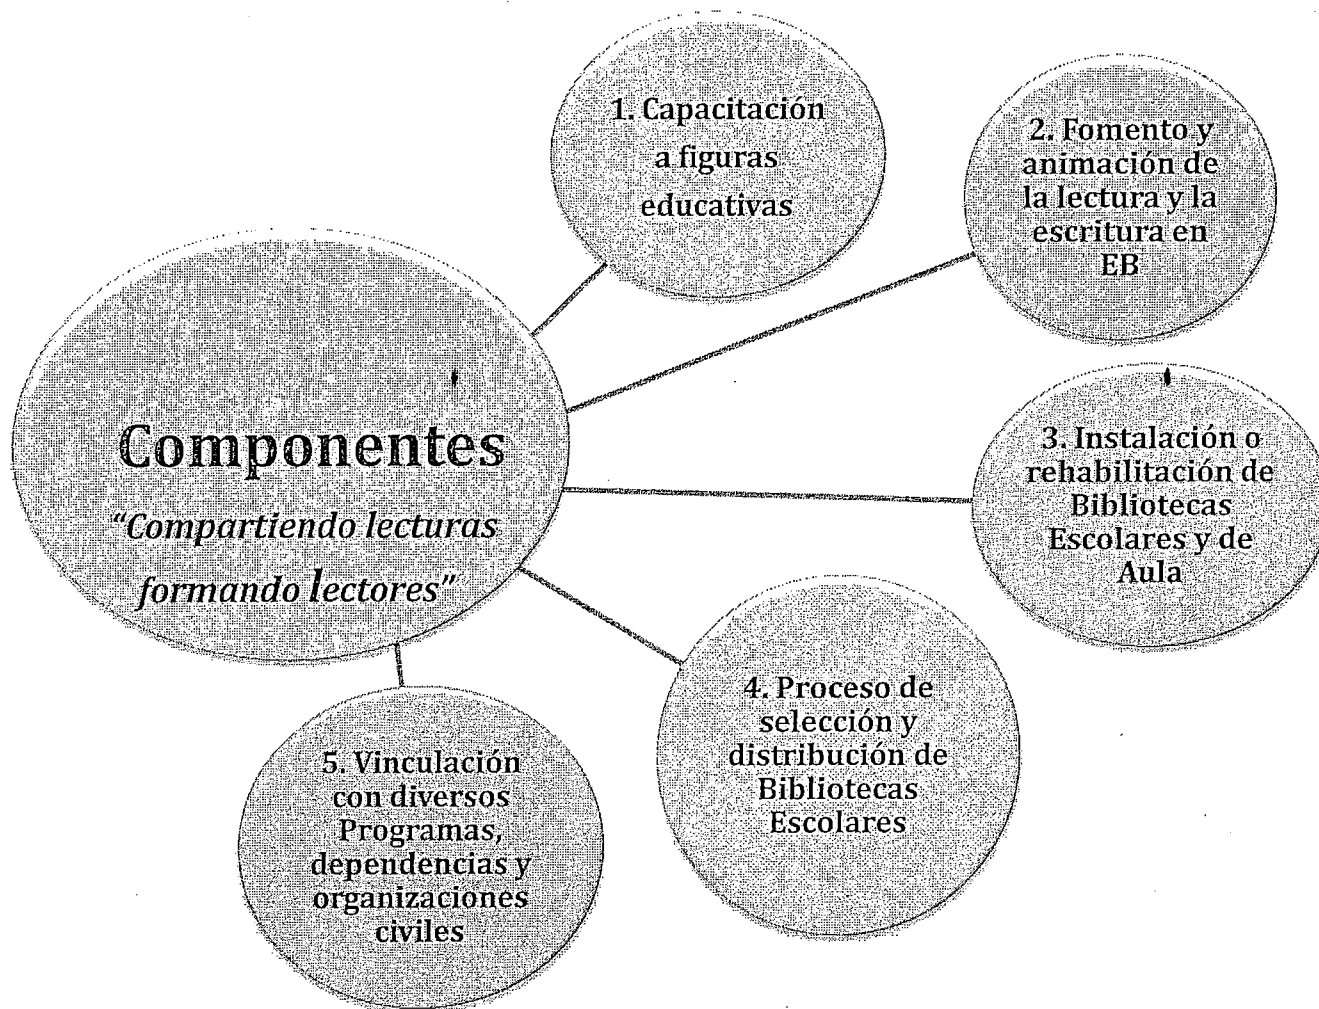 Componentes
“Compartiendo lecturas
formando lectores”
1. Capacitación
a figuras
educativas
2. Fomento y
animación de
la lectura y la
escritura en
EB
3. Instalación o
rehabilitación de
Bibliotecas
Escolares y de
Aula
4. Proceso de
selección y
distribución de
Bibliotecas
Escolares
5. Vinculación
con diversos
Programas,
dependencias y
organizaciones
civiles